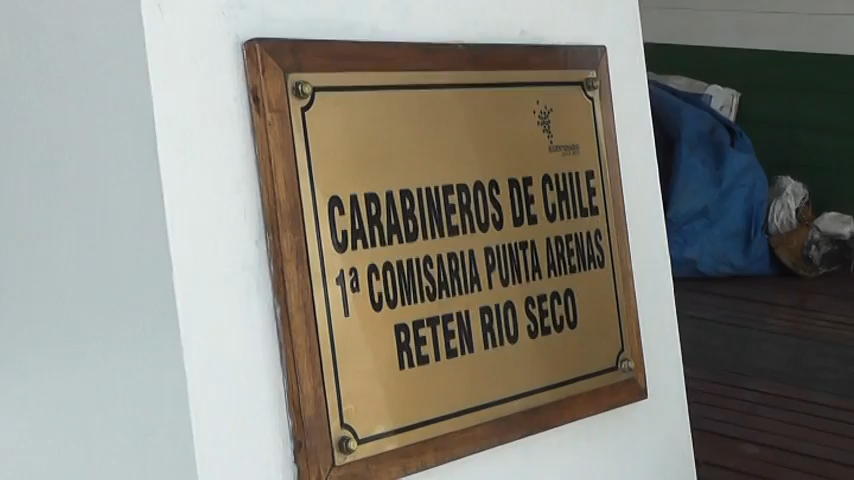 CARABINEROS DE CHILE
1ª COMISARIA PUNTA ARENAS
RETEN RIO SECO